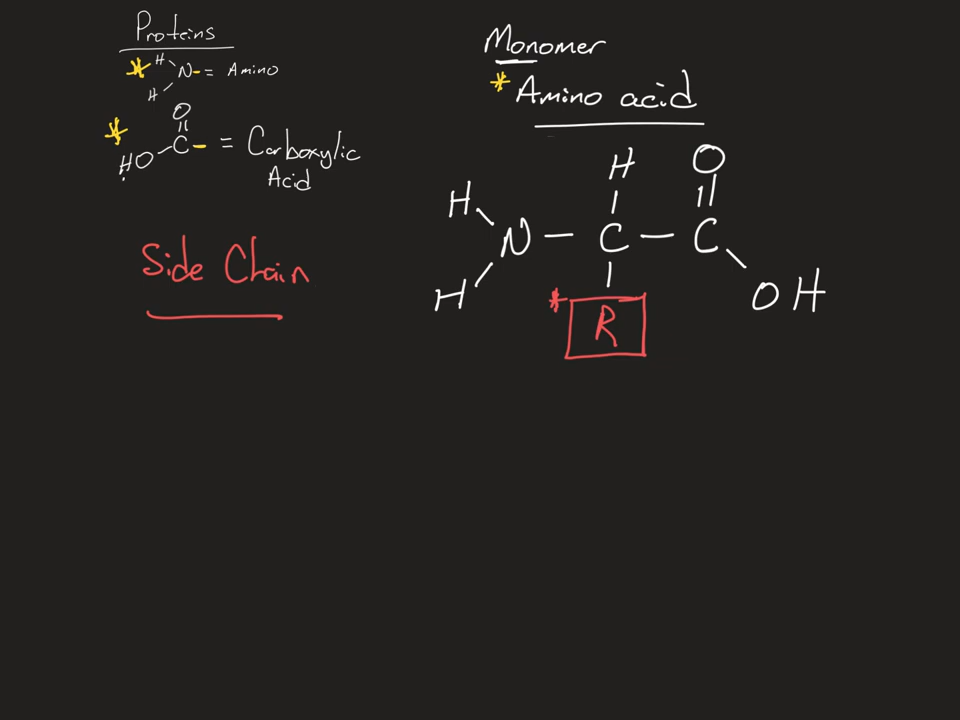 Proteins
H
N- = Amino
H
O
HO C- = Carboxylic
Acid
Side Chain
Monomer
* Amino acid
H O
H
N - C - C
H OH
* R